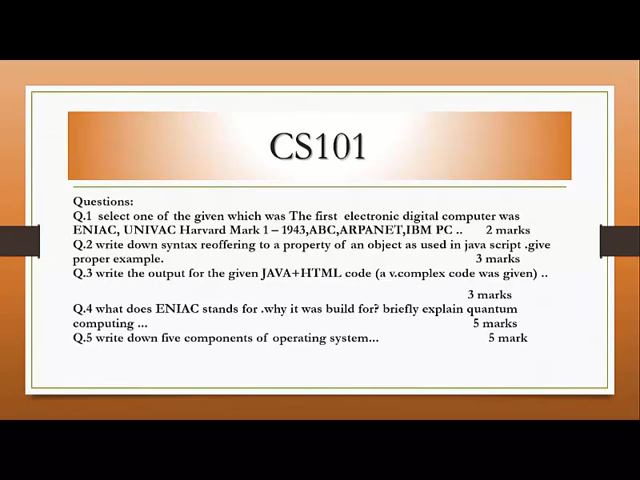 CS101
Questions:
Q.1 select one of the given which was The first electronic digital computer was
ENIAC, UNIVAC Harvard Mark 1 – 1943,ABC,ARPANET,IBM PC .. 2 marks
Q.2 write down syntax reoffering to a property of an object as used in java script .give
proper example. 3 marks
Q.3 write the output for the given JAVA+HTML code (a v.complex code was given) ..
3 marks
Q.4 what does ENIAC stands for .why it was build for? briefly explain quantum
computing ... 5 marks
Q.5 write down five components of operating system... 5 mark